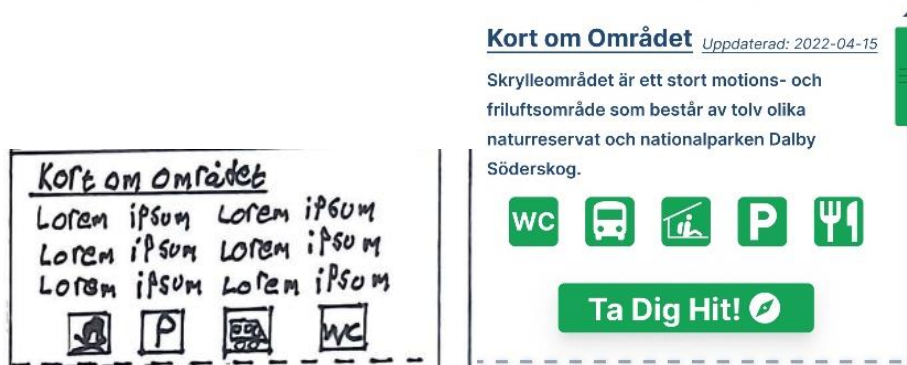 Kort om området
Lorem ipsum Lorem ipsum
Lorem ipsum Lorem ipsum
Lorem ipsum Lorem ipsum
P
WC
Kort om Området Uppdaterad: 2022-04-15
Skrylleområdet är ett stort motions- och
friluftsområde som består av tolv olika
naturreservat och nationalparken Dalby
Söderskog.
WC P
Ta Dig Hit!